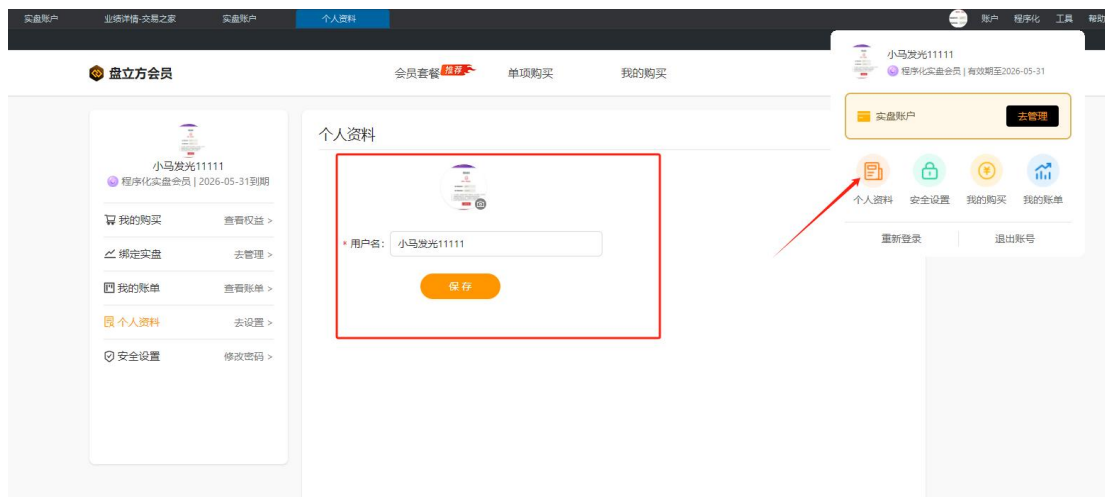 实盘账户 业绩详情-交易之家 实盘账户 个人资料 账户 程序化 工具 帮助
盘立方会员 会员套餐 推荐 单项购买 我的购买
小马发光11111
程序化实盘会员 | 有效期至2026-05-31
实盘账户 去管理
个人资料 安全设置 我的购买 我的账单
重新登录 退出账号
小马发光11111
程序化实盘会员 | 2026-05-31到期
我的购买 查看权益 >
绑定实盘 去管理 >
我的账单 查看账单 >
个人资料 去设置 >
安全设置 修改密码 >
个人资料
* 用户名: 小马发光11111
保存